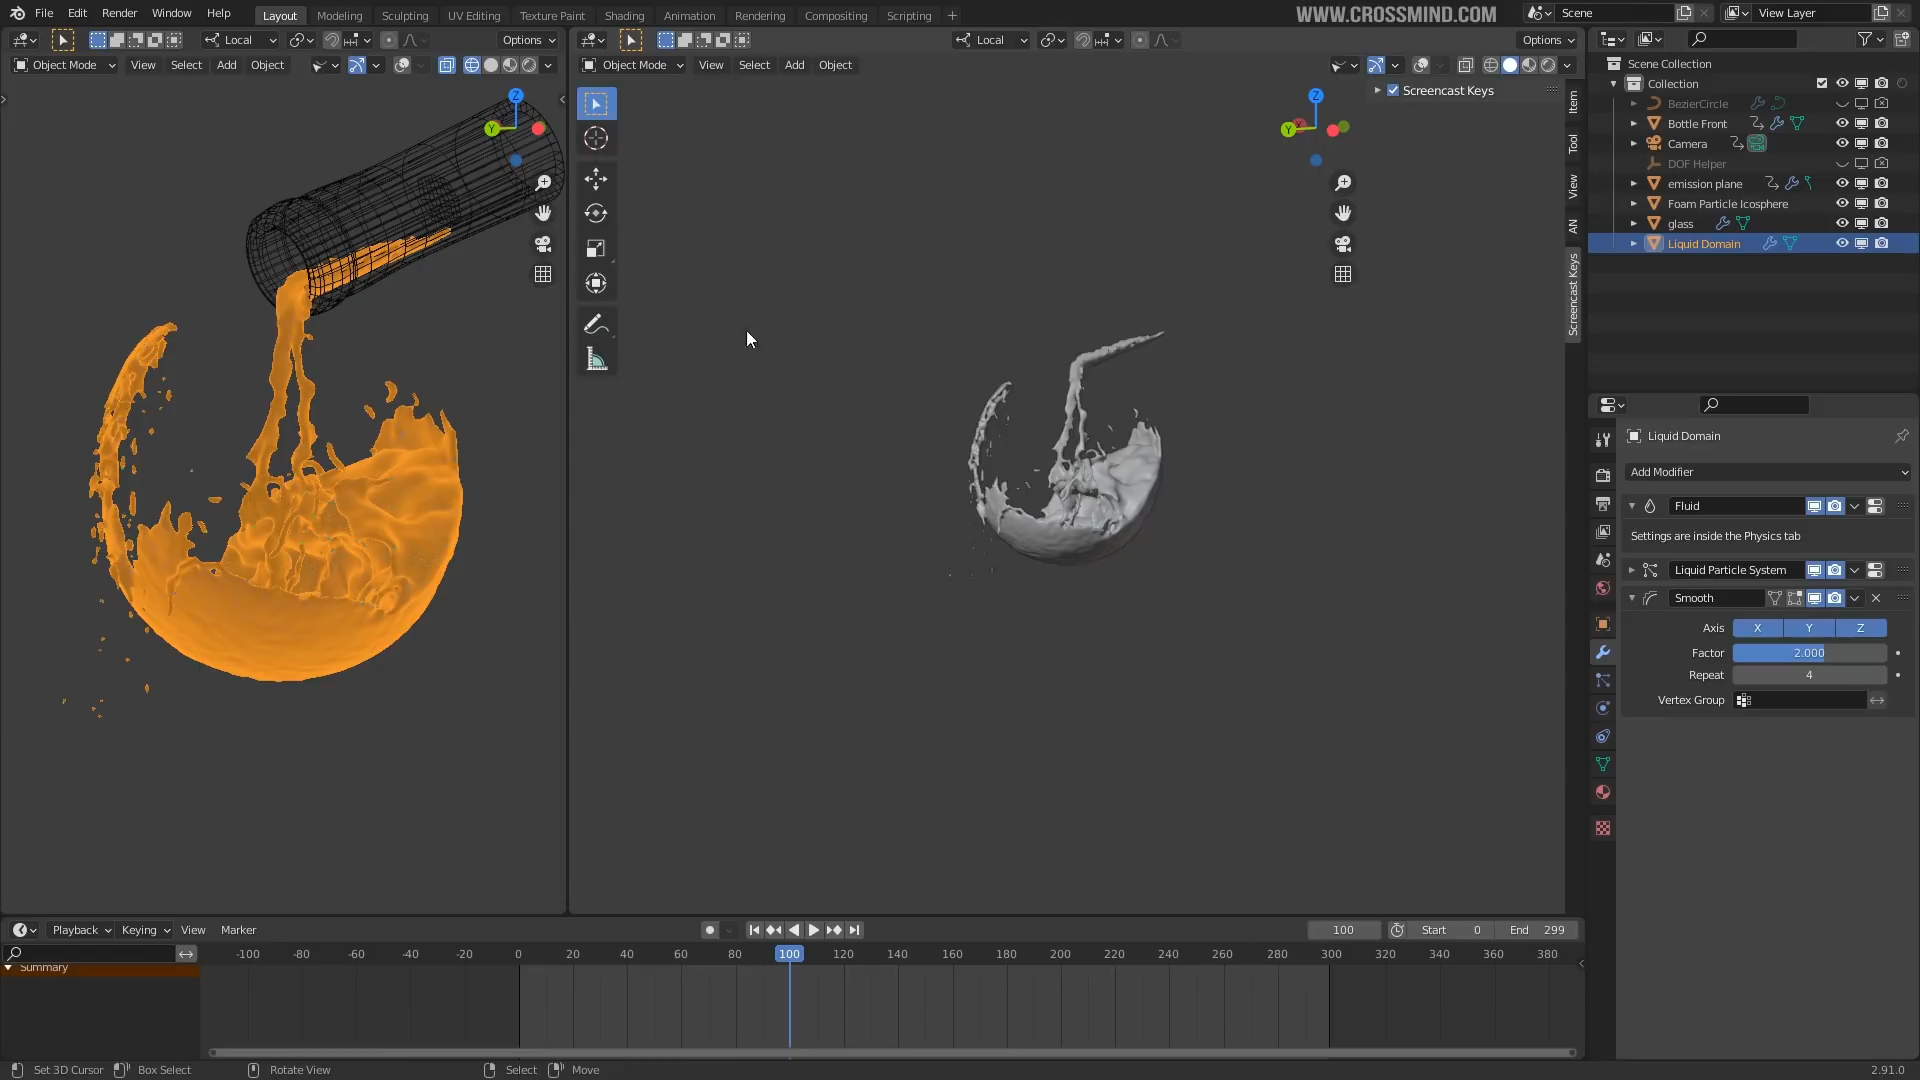 File Edit Render Window Help Layout Modeling Sculpting UV Editing Texture Paint Shading Animation Rendering Compositing Scripting + WWW.CROSSMIND.COM Scene View Layer
Local Options Local Options
Object Mode View Select Add Object Object Mode View Select Add Object
Screencast Keys
Z
Y
Z
Y
X
Item
Tool
View
AN
Screencast Keys
Scene Collection
Collection
BezierCircle
Bottle Front
Camera
DOF Helper
emission plane
Foam Particle Icosphere
glass
Liquid Domain
Liquid Domain
Add Modifier
Fluid
Settings are inside the Physics tab
Liquid Particle System
Smooth
Axis X Y Z
Factor 2.000
Repeat 4
Vertex Group
Playback Keying View Marker 100 Start 0 End 299
-100 -80 -60 -40 -20 0 20 40 60 80 100 120 140 160 180 200 220 240 260 280 300 320 340 360 380
Summary
Set 3D Cursor Box Select Rotate View Select Move 2.91.0